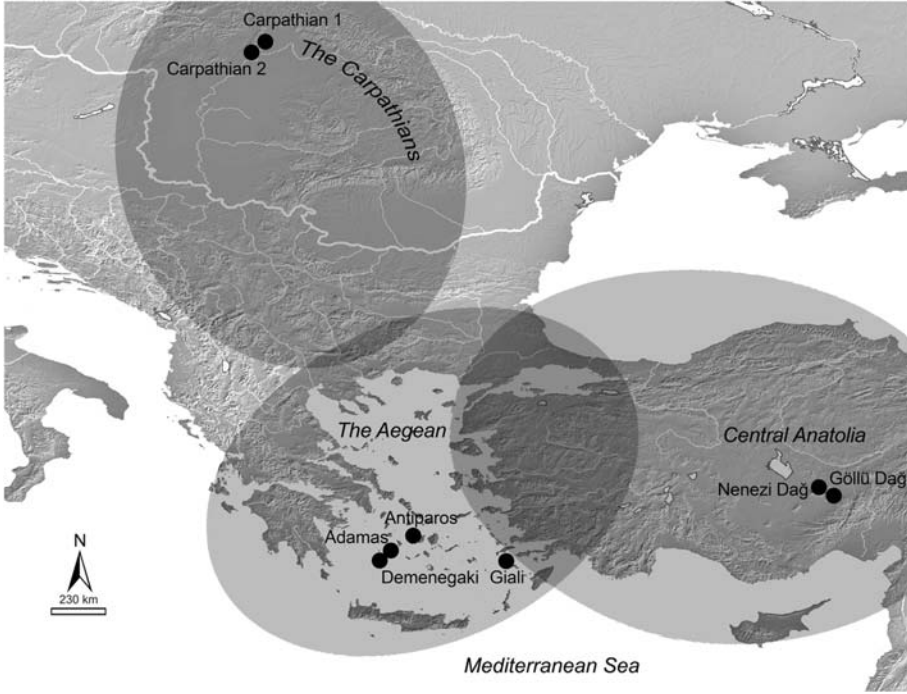 Carpathian 1
Carpathian 2
The Carpathians
The Aegean
Central Anatolia
Nenezi Dağ
Göllü Dağ
Antiparos
Adamas
Demenegaki
Giali
N
230 km
Mediterranean Sea